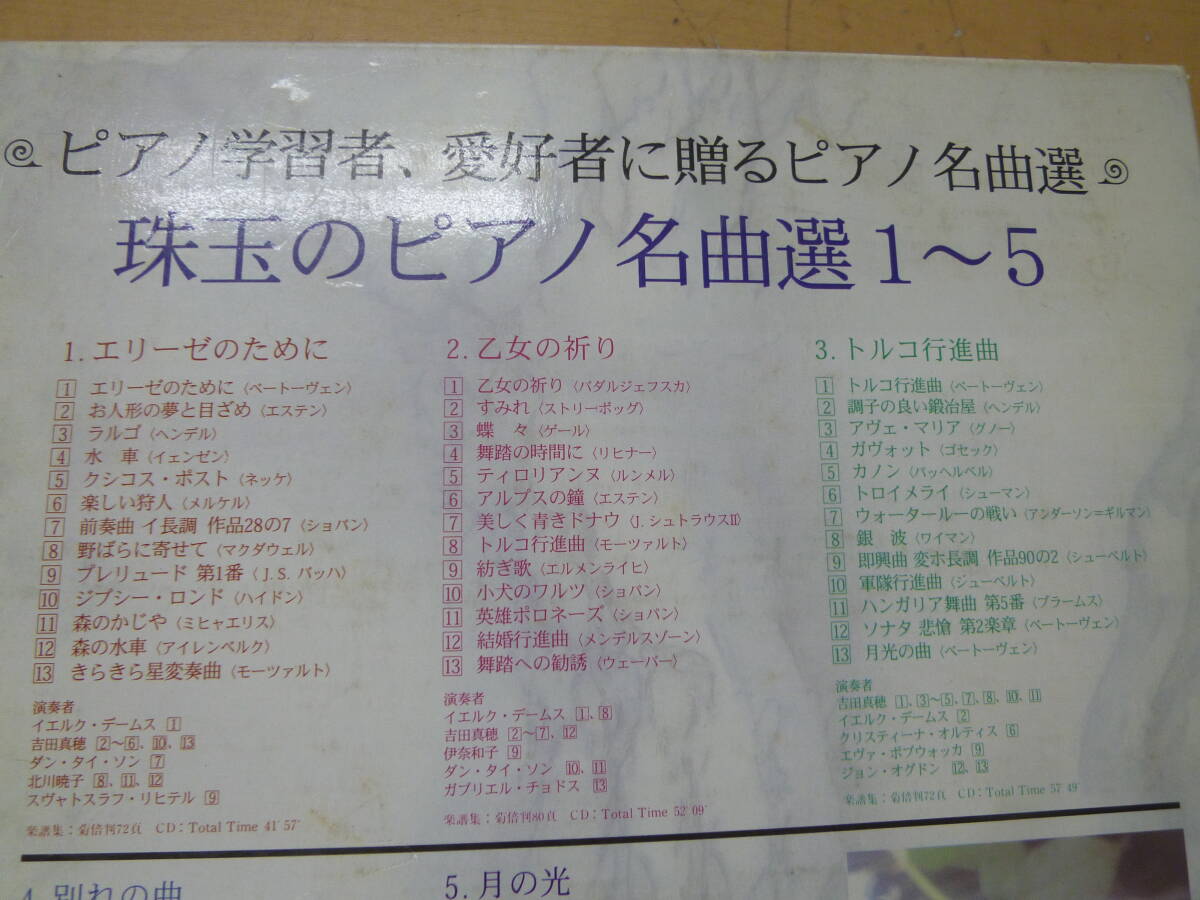 ピアノ学習者、愛好者に贈るピアノ名曲選
珠玉のピアノ名曲選1～5
1. エリーゼのために
1 エリーゼのために〈ベートーヴェン〉
2 お人形の夢と目ざめ〈エステン〉
3 ラルゴ〈ヘンデル〉
4 水 車〈イェンゼン〉
5 クシコス・ポスト〈ネッケ〉
6 楽しい狩人〈メルケル〉
7 前奏曲 イ長調 作品28の7〈ショパン〉
8 野ばらに寄せて〈マクダウェル〉
9 プレリュード 第1番〈J.S. バッハ〉
10 ジプシー・ロンド〈ハイドン〉
11 森のかじや〈ミヒャエリス〉
12 森の水車〈アイレンベルク〉
13 きらきら星変奏曲〈モーツァルト〉
演奏者
イエルク・デームス 1
吉田真穂 2～6、10、13
ダン・タイ・ソン 7
北川暁子 8、11、12
スヴャトスラフ・リヒテル 9
楽譜集：菊倍判72頁 CD：Total Time 41'57"
2. 乙女の祈り
1 乙女の祈り〈バダルジェフスカ〉
2 すみれ〈ストリーボッグ〉
3 蝶 々〈ゲール〉
4 舞踏の時間に〈リヒナー〉
5 ティロリアンヌ〈ルンメル〉
6 アルプスの鐘〈エステン〉
7 美しく青きドナウ〈J. シュトラウスII〉
8 トルコ行進曲〈モーツァルト〉
9 紡ぎ歌〈エルメンライヒ〉
10 小犬のワルツ〈ショパン〉
11 英雄ポロネーズ〈ショパン〉
12 結婚行進曲〈メンデルスゾーン〉
13 舞踏への勧誘〈ウェーバー〉
演奏者
イエルク・デームス 1、8
吉田真穂 2～7、12
伊奈和子 9
ダン・タイ・ソン 10、11
ガブリエル・チョドス 13
楽譜集：菊倍判80頁 CD：Total Time 52'09"
3. トルコ行進曲
1 トルコ行進曲〈ベートーヴェン〉
2 調子の良い鍛冶屋〈ヘンデル〉
3 アヴェ・マリア〈グノー〉
4 ガヴォット〈ゴセック〉
5 カノン〈パッヘルベル〉
6 トロイメライ〈シューマン〉
7 ウォータールーの戦い〈アンダーソン＝ギルマン〉
8 銀 波〈ワイマン〉
9 即興曲 変ホ長調 作品90の2〈シューベルト〉
10 軍隊行進曲〈シューベルト〉
11 ハンガリア舞曲 第5番〈ブラームス〉
12 ソナタ 悲愴 第2楽章〈ベートーヴェン〉
13 月光の曲〈ベートーヴェン〉
演奏者
吉田真穂 1、3～5、7、8、10、11
イエルク・デームス 2
クリスティーナ・オルティス 6
エヴァ・ポブウォッカ 9
ジョン・オグドン 12、13
楽譜集：菊倍判72頁 CD：Total Time 57'49"
4. 別れの曲
5. 月の光